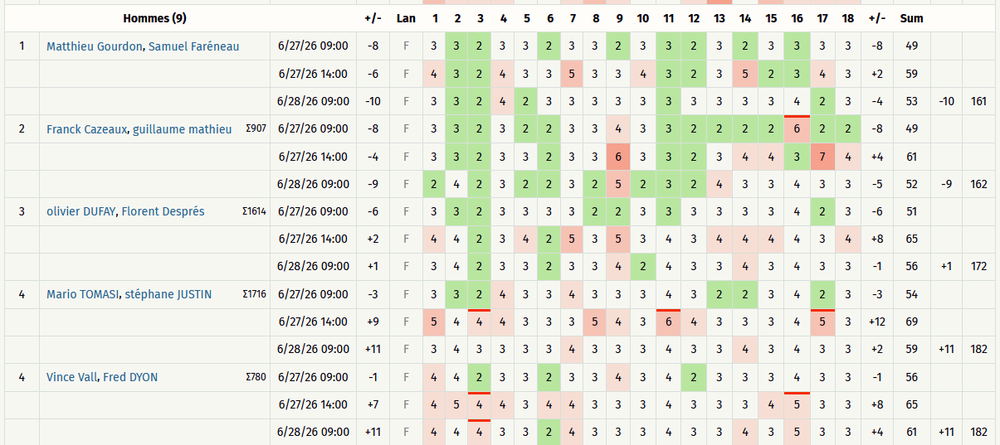 Hommes (9) +/- Lan 1 2 3 4 5 6 7 8 9 10 11 12 13 14 15 16 17 18 +/- Sum
1 Matthieu Gourdon, Samuel Faréneau 6/27/26 09:00 -8 F 3 3 2 3 3 2 3 3 2 3 3 2 3 2 3 3 3 3 -8 49
6/27/26 14:00 -6 F 4 3 2 4 3 3 5 3 3 4 3 2 3 5 2 3 4 3 +2 59
6/28/26 09:00 -10 F 3 3 2 4 2 3 3 3 3 3 3 3 3 3 3 4 2 3 -4 53 -10 161
2 Franck Cazeaux, guillaume mathieu Σ907 6/27/26 09:00 -8 F 3 3 2 3 2 2 3 3 4 3 3 2 2 2 2 6 2 2 -8 49
6/27/26 14:00 -4 F 3 3 2 3 3 2 3 3 6 3 3 2 3 4 4 3 7 4 +4 61
6/28/26 09:00 -9 F 2 4 2 3 2 2 3 2 5 2 3 2 4 3 3 4 3 3 -5 52 -9 162
3 olivier DUFAY, Florent Després Σ1614 6/27/26 09:00 -6 F 3 3 2 3 3 3 3 2 2 3 3 3 3 3 3 4 2 3 -6 51
6/27/26 14:00 +2 F 4 4 2 3 4 2 5 3 5 3 4 3 4 4 4 4 3 4 +8 65
6/28/26 09:00 +1 F 3 4 2 3 3 2 3 3 4 2 4 3 3 4 3 4 3 3 -1 56 +1 172
4 Mario TOMASI, stéphane JUSTIN Σ1716 6/27/26 09:00 -3 F 3 3 2 4 3 3 4 3 3 3 4 3 2 2 3 4 2 3 -3 54
6/27/26 14:00 +9 F 5 4 4 4 3 3 3 5 4 3 6 4 3 3 3 4 5 3 +12 69
6/28/26 09:00 +11 F 3 4 3 3 3 3 4 3 3 3 4 3 3 4 3 4 3 3 +2 59 +11 182
4 Vince Vall, Fred DYON Σ780 6/27/26 09:00 -1 F 4 4 2 3 3 2 3 3 4 3 4 2 3 3 3 4 3 3 -1 56
6/27/26 14:00 +7 F 4 5 4 4 3 4 4 3 3 3 4 3 3 3 4 5 3 3 +8 65
6/28/26 09:00 +11 F 4 4 4 3 3 2 4 3 3 3 4 3 3 4 3 5 3 3 +4 61 +11 182